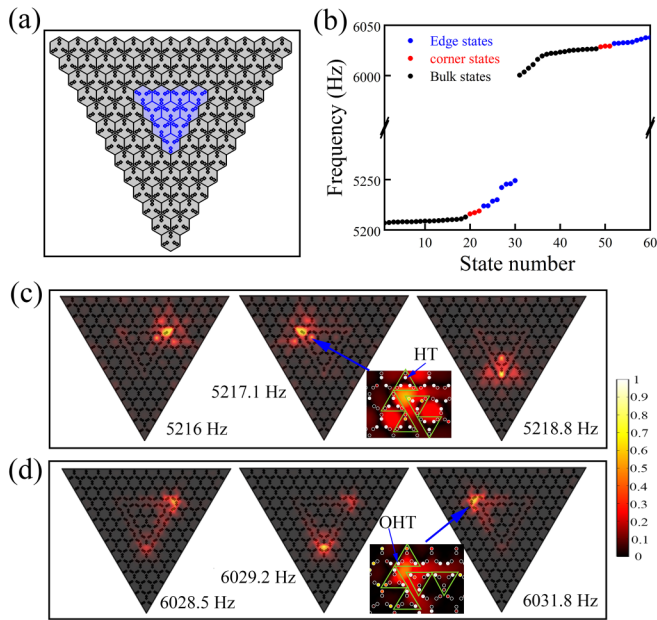 (a)
(b)
Frequency (Hz)
6050
6000
5250
5200
Edge states
corner states
Bulk states
10 20 30 40 50 60
State number
(c)
5216 Hz
5217.1 Hz
HT
5218.8 Hz
(d)
6028.5 Hz
6029.2 Hz
OHT
6031.8 Hz
1
0.9
0.8
0.7
0.6
0.5
0.4
0.3
0.2
0.1
0